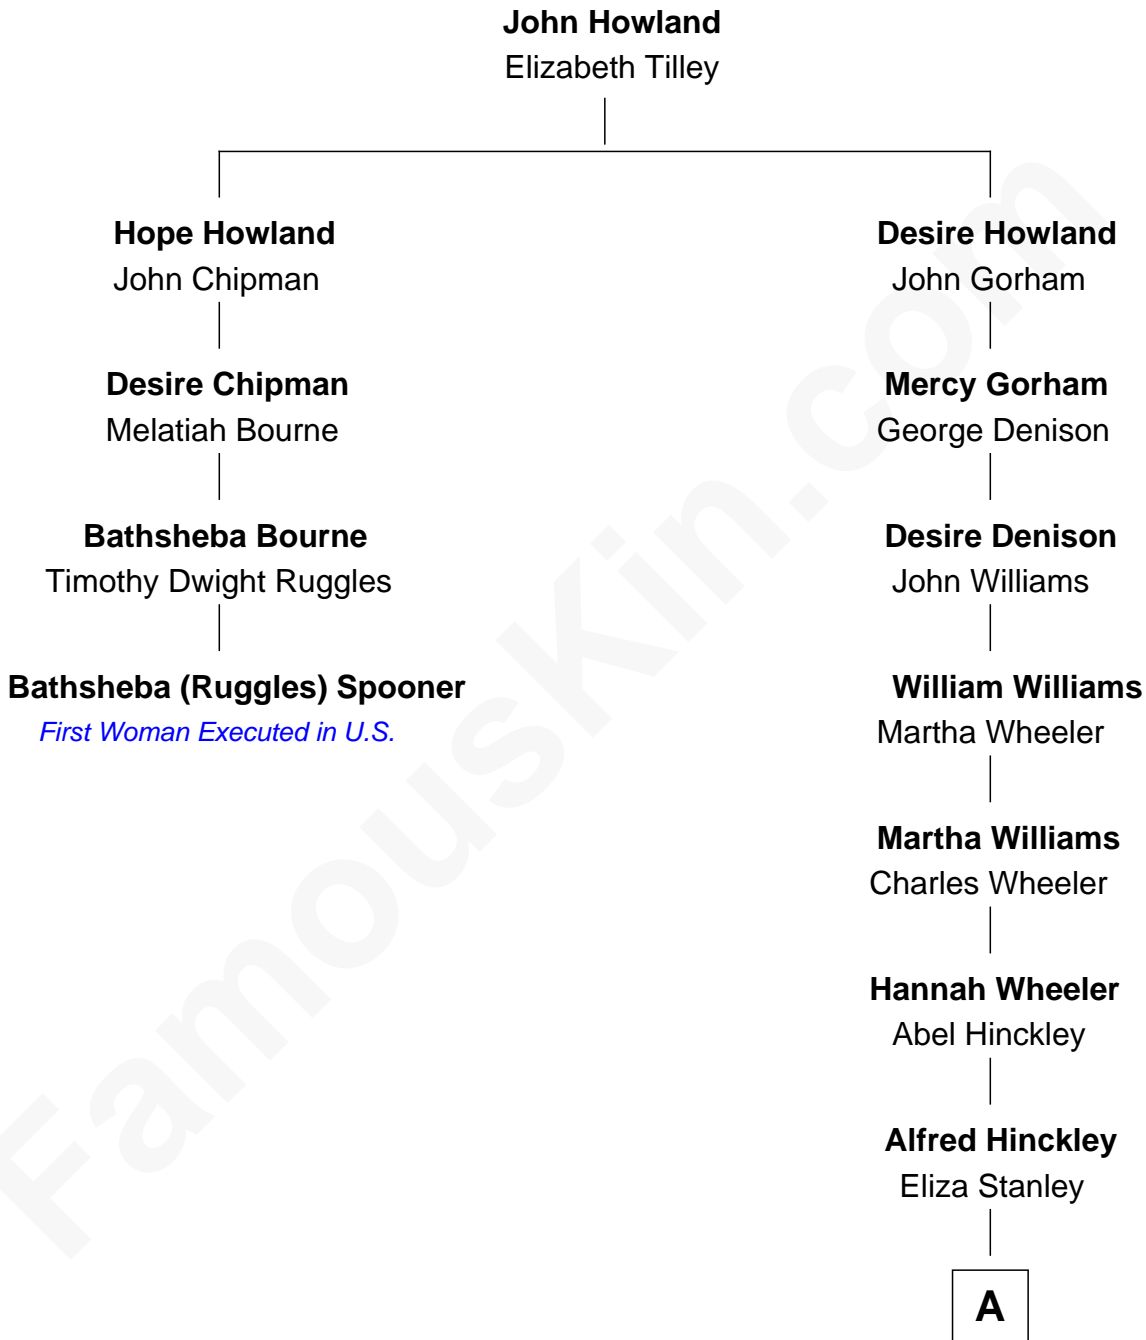 John Howland
Elizabeth Tilley
Hope Howland
John Chipman
Desire Howland
John Gorham
Desire Chipman
Melatiah Bourne
Mercy Gorham
George Denison
Bathsheba Bourne
Timothy Dwight Ruggles
Desire Denison
John Williams
Bathsheba (Ruggles) Spooner
First Woman Executed in U.S.
William Williams
Martha Wheeler
Martha Williams
Charles Wheeler
Hannah Wheeler
Abel Hinckley
Alfred Hinckley
Eliza Stanley
A
FamousKin.com